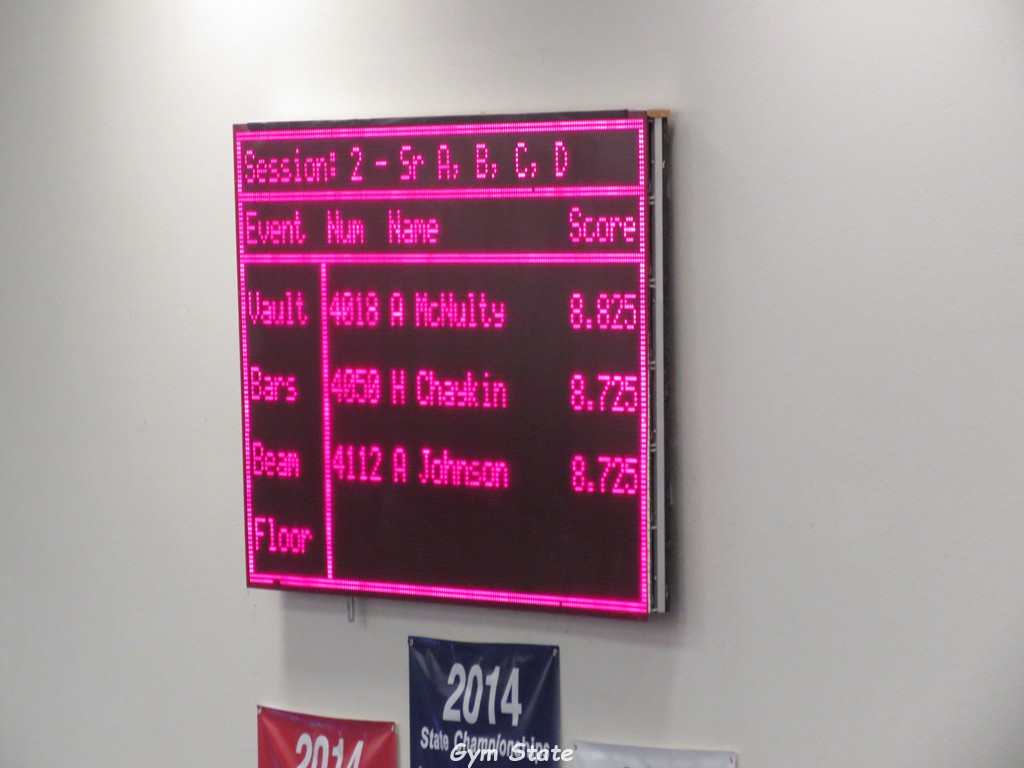 Session: 2 - Sr A, B, C, D
Event Num Name Score
Vault 4018 A McNulty 8.825
Bars 4050 H Chaykin 8.725
Beam 4112 A Johnson 8.725
Floor
2014
State Championships
2014
Gym State